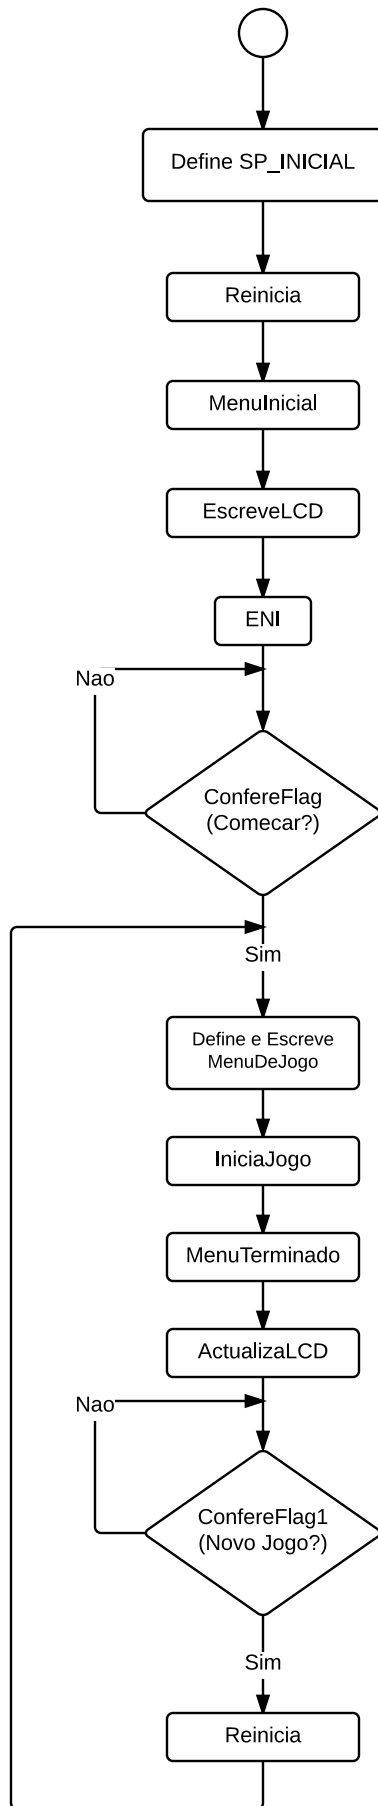 Define SP_INICIAL
Reinicia
MenuInicial
EscreveLCD
ENI
Nao
ConfereFlag
(Comecar?)
Sim
Define e Escreve
MenuDeJogo
IniciaJogo
MenuTerminado
ActualizaLCD
Nao
ConfereFlag1
(Novo Jogo?)
Sim
Reinicia